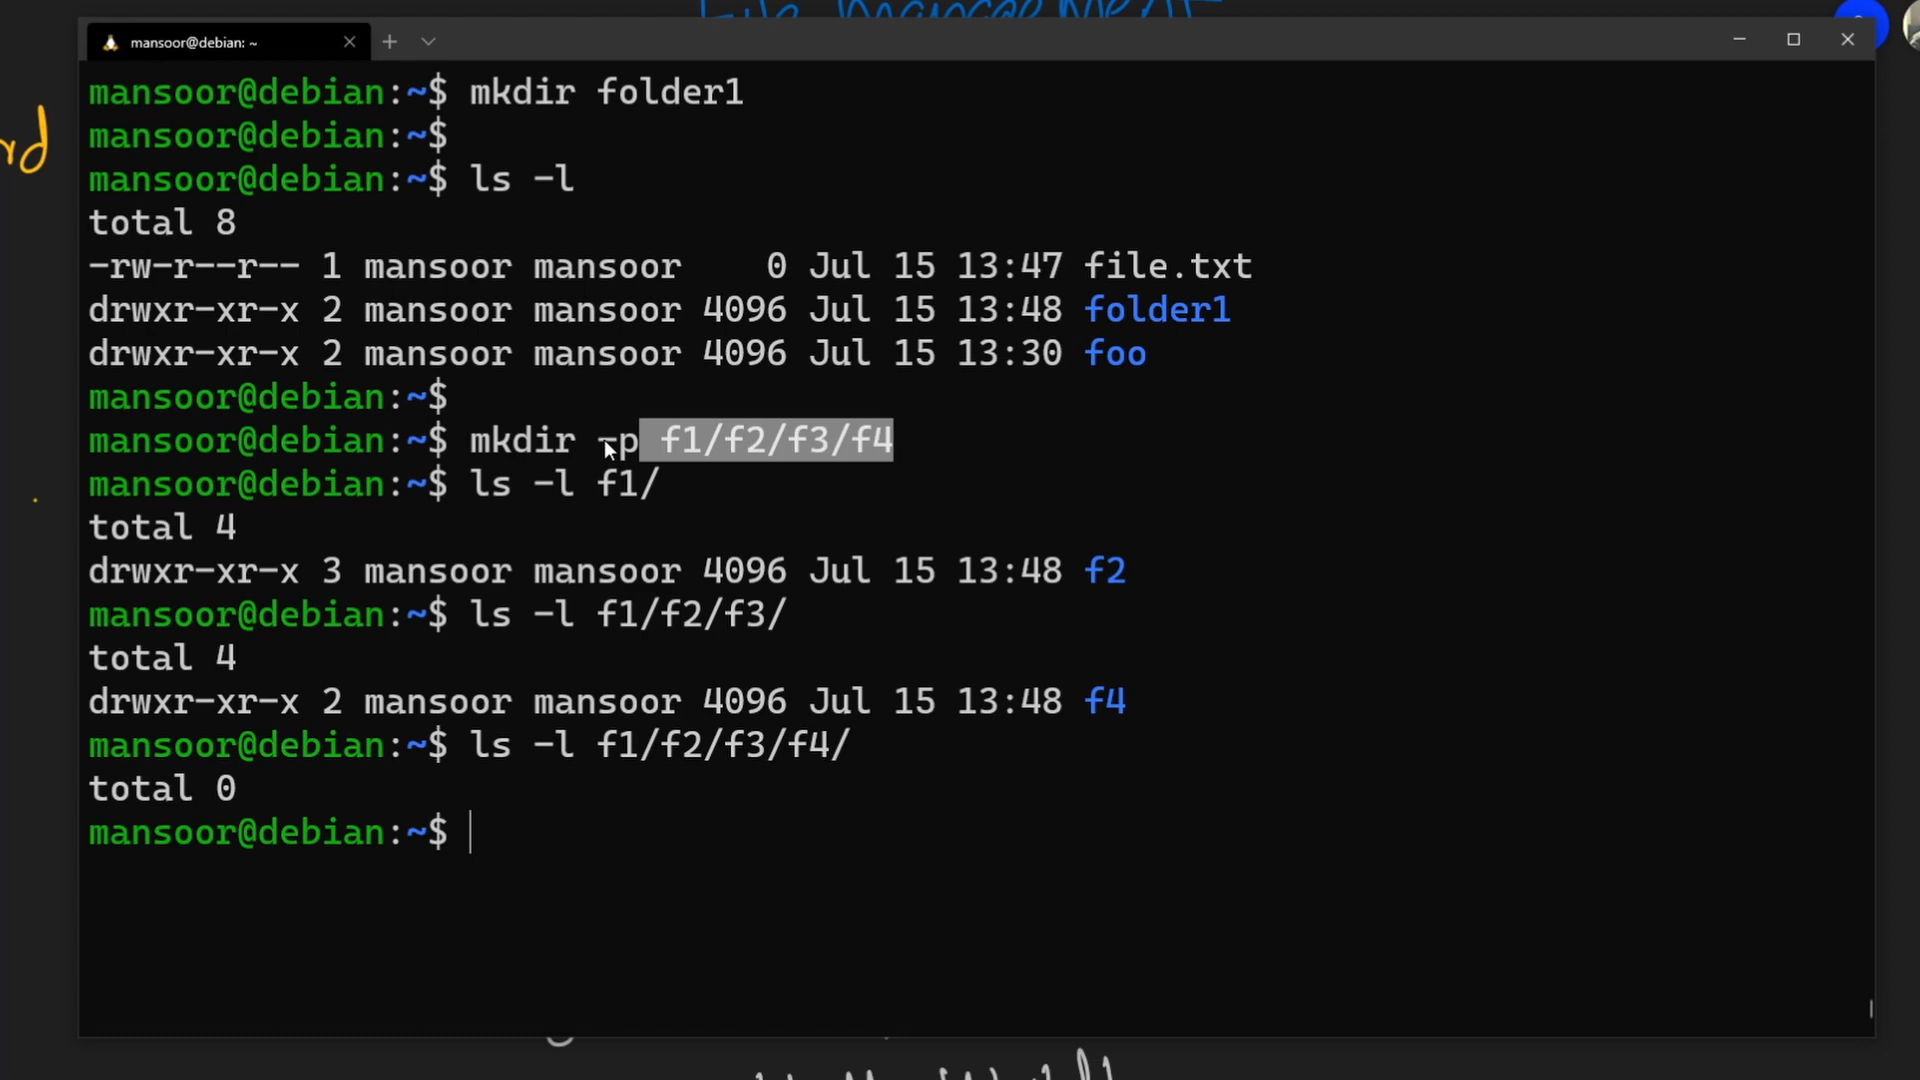 File Management
rd
mansoor@debian: ~
mansoor@debian:~$ mkdir folder1
mansoor@debian:~$
mansoor@debian:~$ ls -l
total 8
-rw-r--r-- 1 mansoor mansoor    0 Jul 15 13:47 file.txt
drwxr-xr-x 2 mansoor mansoor 4096 Jul 15 13:48 folder1
drwxr-xr-x 2 mansoor mansoor 4096 Jul 15 13:30 foo
mansoor@debian:~$
mansoor@debian:~$ mkdir -p f1/f2/f3/f4
mansoor@debian:~$ ls -l f1/
total 4
drwxr-xr-x 3 mansoor mansoor 4096 Jul 15 13:48 f2
mansoor@debian:~$ ls -l f1/f2/f3/
total 4
drwxr-xr-x 2 mansoor mansoor 4096 Jul 15 13:48 f4
mansoor@debian:~$ ls -l f1/f2/f3/f4/
total 0
mansoor@debian:~$